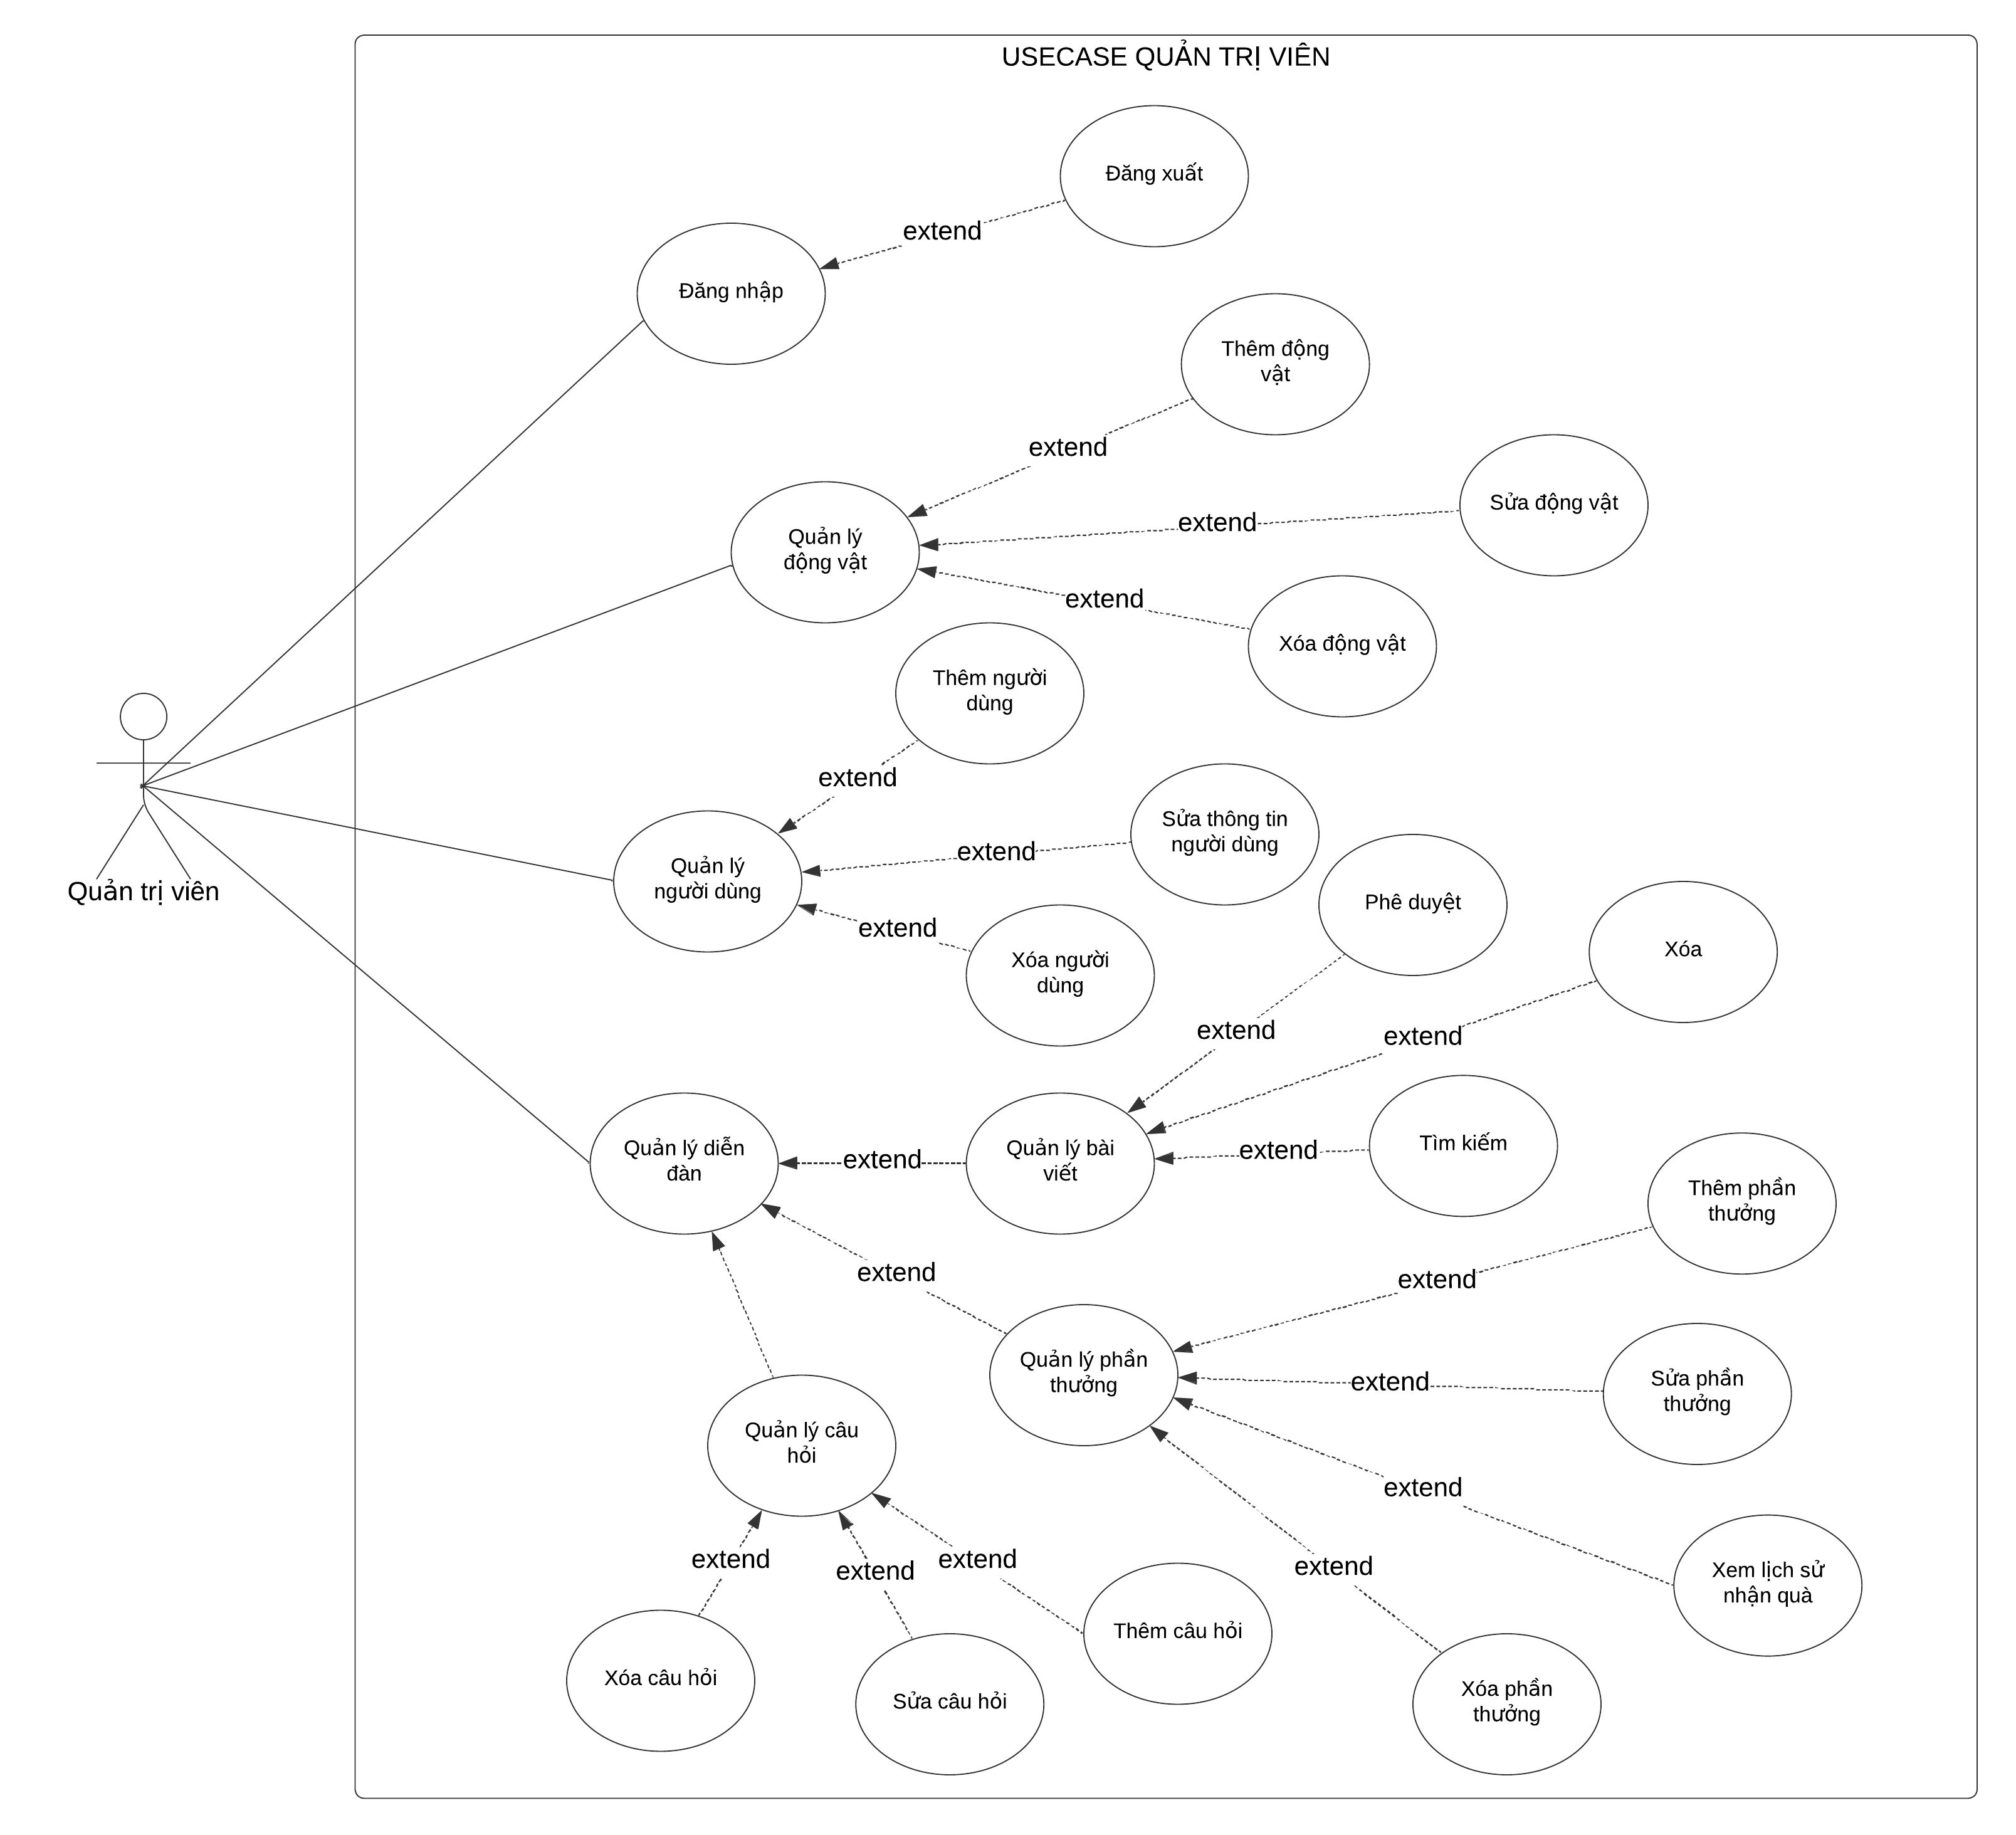 USECASE QUẢN TRỊ VIÊN
Đăng xuất
extend
Đăng nhập
Thêm động
vật
extend
Sửa động vật
extend
Quản lý
động vật
extend
Xóa động vật
Thêm người
dùng
extend
Sửa thông tin
người dùng
extend
Quản lý
người dùng
Quản trị viên
extend
Xóa người
dùng
Phê duyệt
Xóa
extend
extend
Quản lý diễn
đàn
extend
Quản lý bài
viết
extend
Tìm kiếm
Thêm phần
thưởng
extend
extend
Quản lý phần
thưởng
extend
Sửa phần
thưởng
Quản lý câu
hỏi
extend
Xem lịch sử
nhận quà
extend
extend
extend
extend
Thêm câu hỏi
Xóa câu hỏi
Sửa câu hỏi
Xóa phần
thưởng